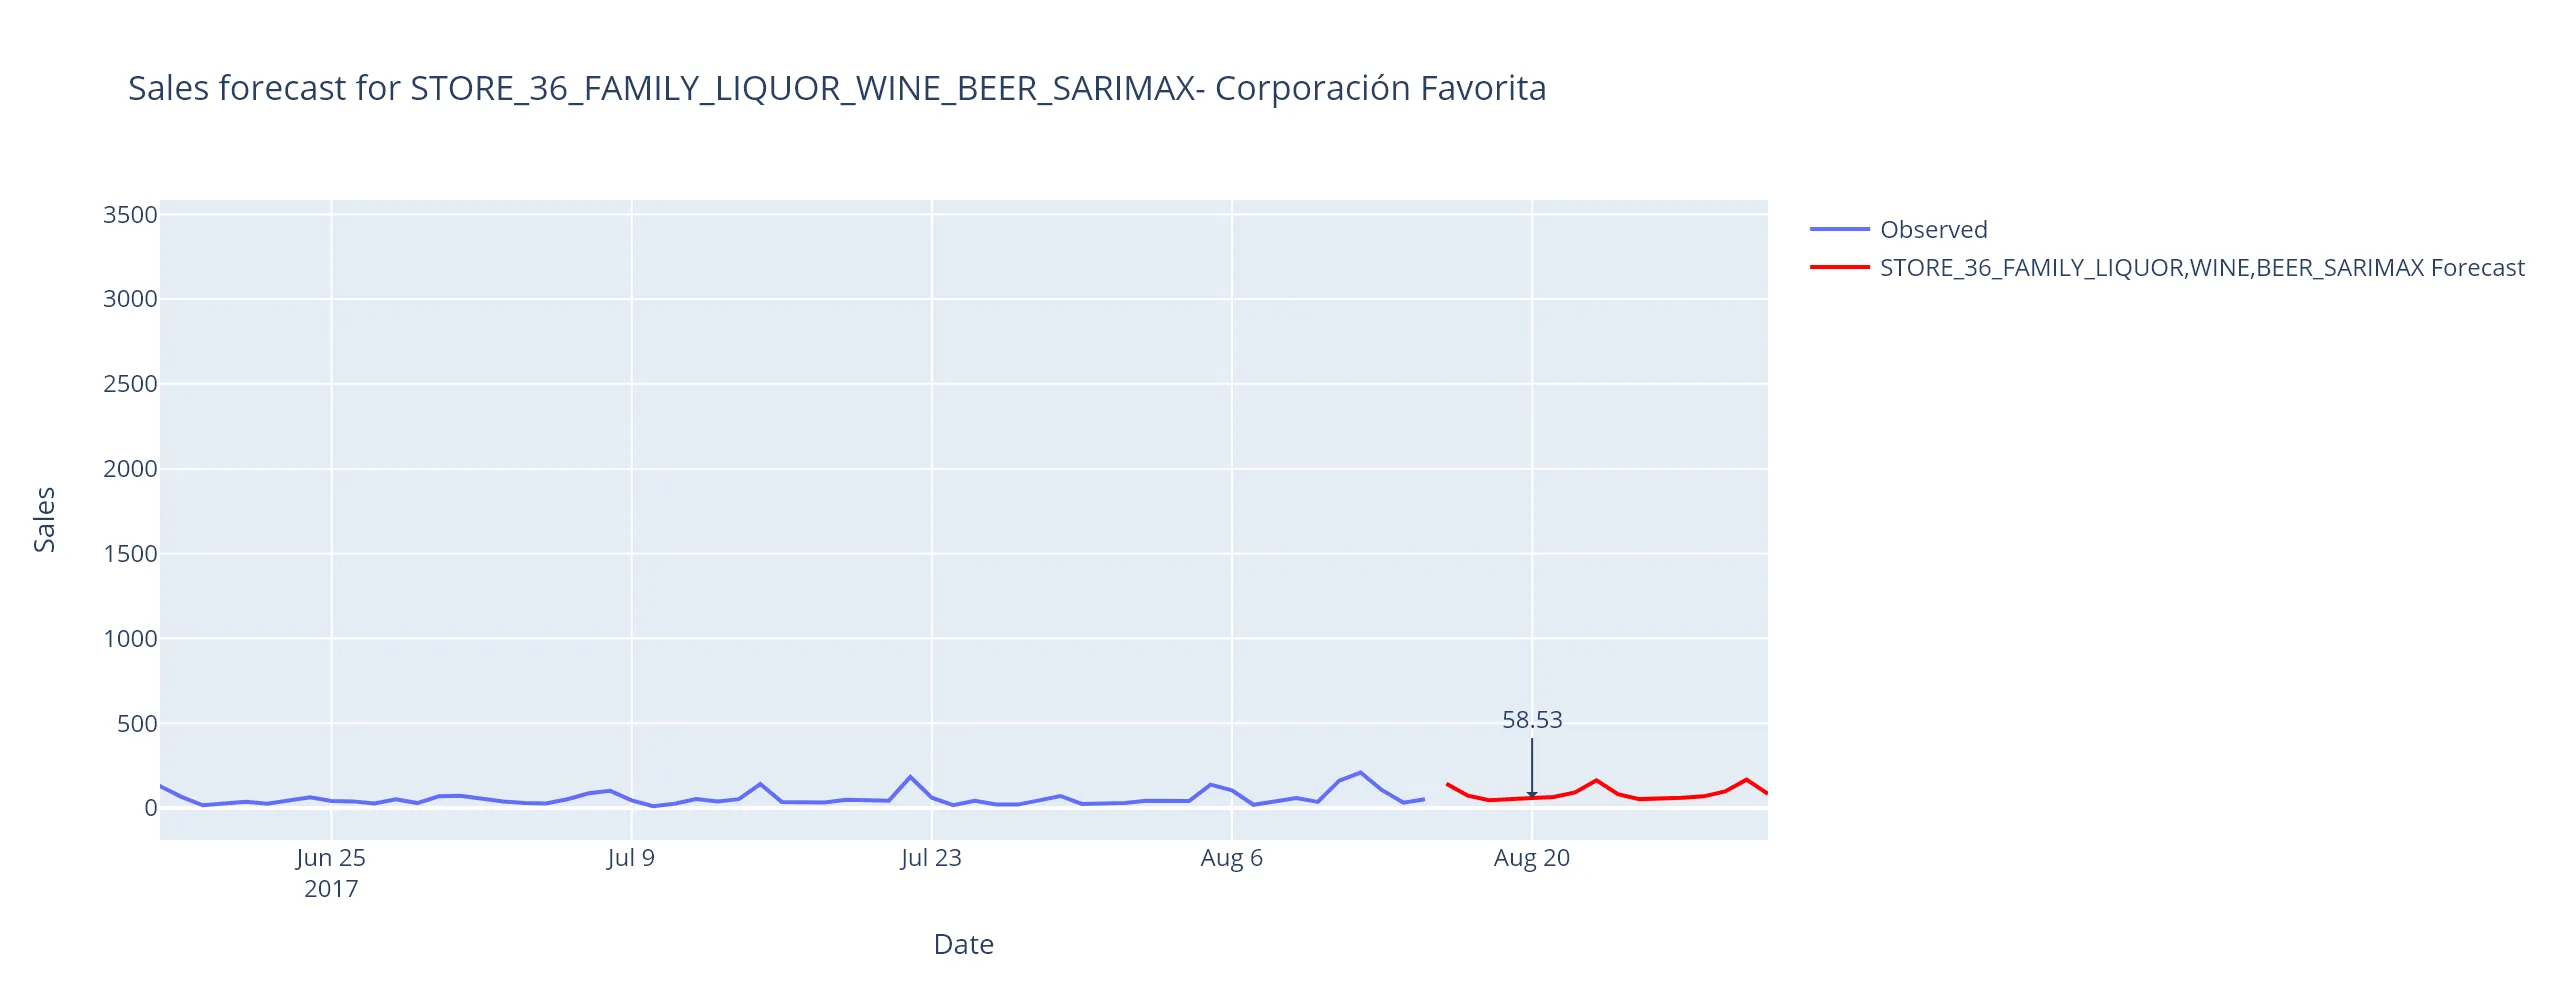 Sales forecast for STORE_36_FAMILY_LIQUOR_WINE_BEER_SARIMAX- Corporación Favorita
Observed
STORE_36_FAMILY_LIQUOR,WINE,BEER_SARIMAX Forecast
3500
3000
2500
2000
1500
1000
500
0
Sales
58.53
Jun 25
2017
Jul 9
Jul 23
Aug 6
Aug 20
Date